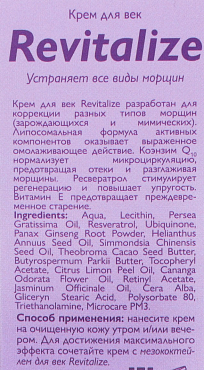 Крем для век
Revitalize
Устраняет все виды морщин
Крем для век Revitalize разработан для
коррекции разных типов морщин
(зарождающихся и мимических).
Липосомальная формула активных
компонентов оказывает выраженное
омолаживающее действие. Коэнзим Q10
нормализует микроциркуляцию,
предотвращая отеки и разглаживая
морщины. Ресвератрол стимулирует
регенерацию и повышает упругость.
Витамин Е предотвращает преждевре-
менное старение.
Ingredients: Aqua, Lecithin, Persea
Gratissima Oil, Resveratrol, Ubiquinone,
Panax Ginseng Root Powder, Helianthus
Annuus Seed Oil, Simmondsia Chinensis
Seed Oil, Theobroma Cacao Seed Butter,
Butyrospermum Parkii Butter, Tocopheryl
Acetate, Citrus Limon Peel Oil, Cananga
Odorata Flower Oil, Retinyl Acetate,
Jasminum Officinale Oil, Cera Alba,
Gliceryn Stearic Acid, Polysorbate 80,
Triethanolamine, Microcare PM3.
Способ применения: нанесите крем
на очищенную кожу утром и/или вече-
ром. Для достижения максимального
эффекта сочетайте крем с мезококтей-
лем для век Revitalize.